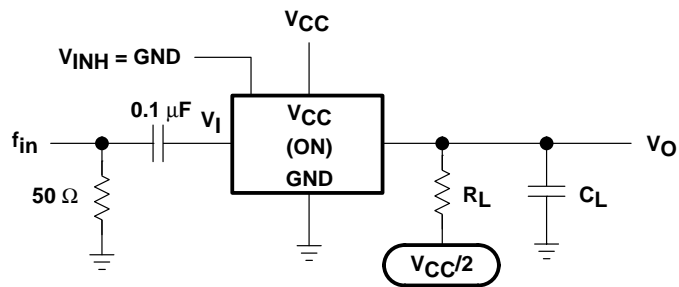 VCC
VINH = GND
0.1 μF
VI
fin
VCC
(ON)
GND
VO
50 Ω
RL
CL
VCC/2